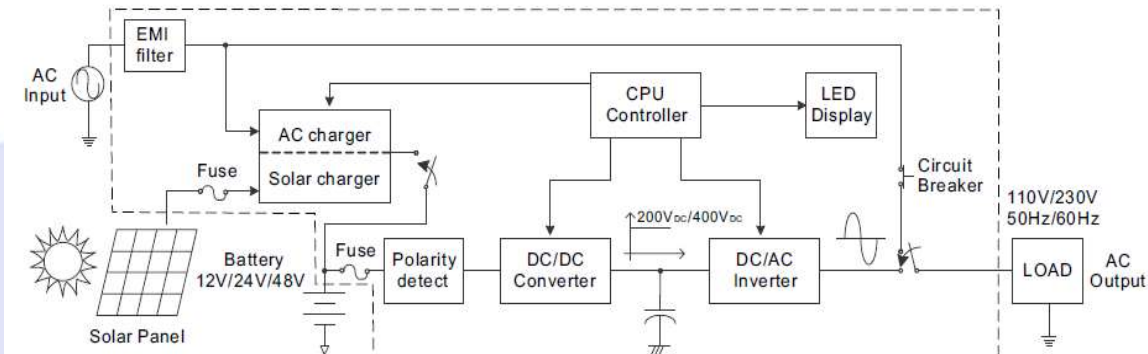 EMI
filter
AC
Input
CPU
Controller
LED
Display
AC charger
Solar charger
Fuse
Circuit
Breaker
110V/230V
50Hz/60Hz
200VDC/400VDC
Battery
12V/24V/48V
Fuse
Polarity
detect
DC/DC
Converter
DC/AC
Inverter
LOAD
AC
Output
Solar Panel